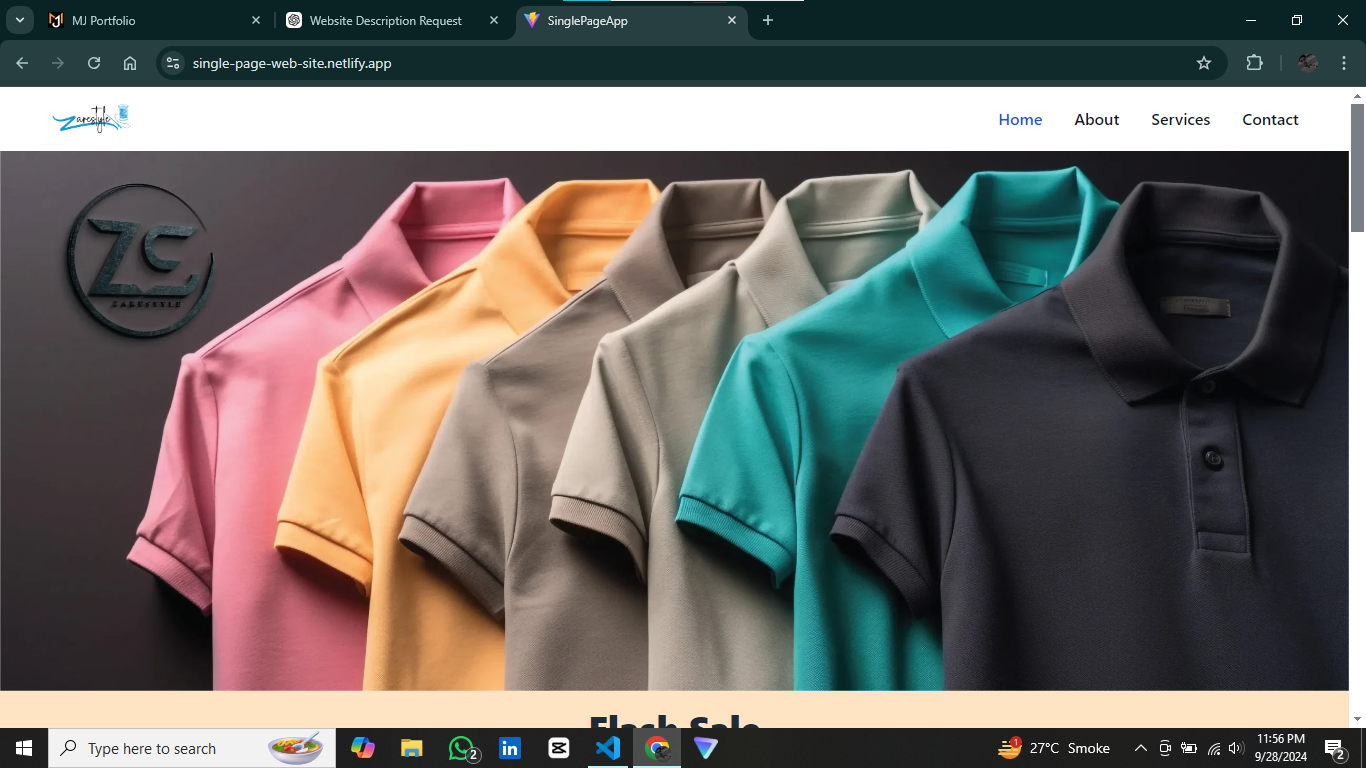 MJ Portfolio
Website Description Request
SinglePageApp
single-page-web-site.netlify.app
Zarestyle
Home
About
Services
Contact
ZC
ZARESTYLE
Flash Sale
Type here to search
2
1
27°C Smoke
11:56 PM
9/28/2024
2